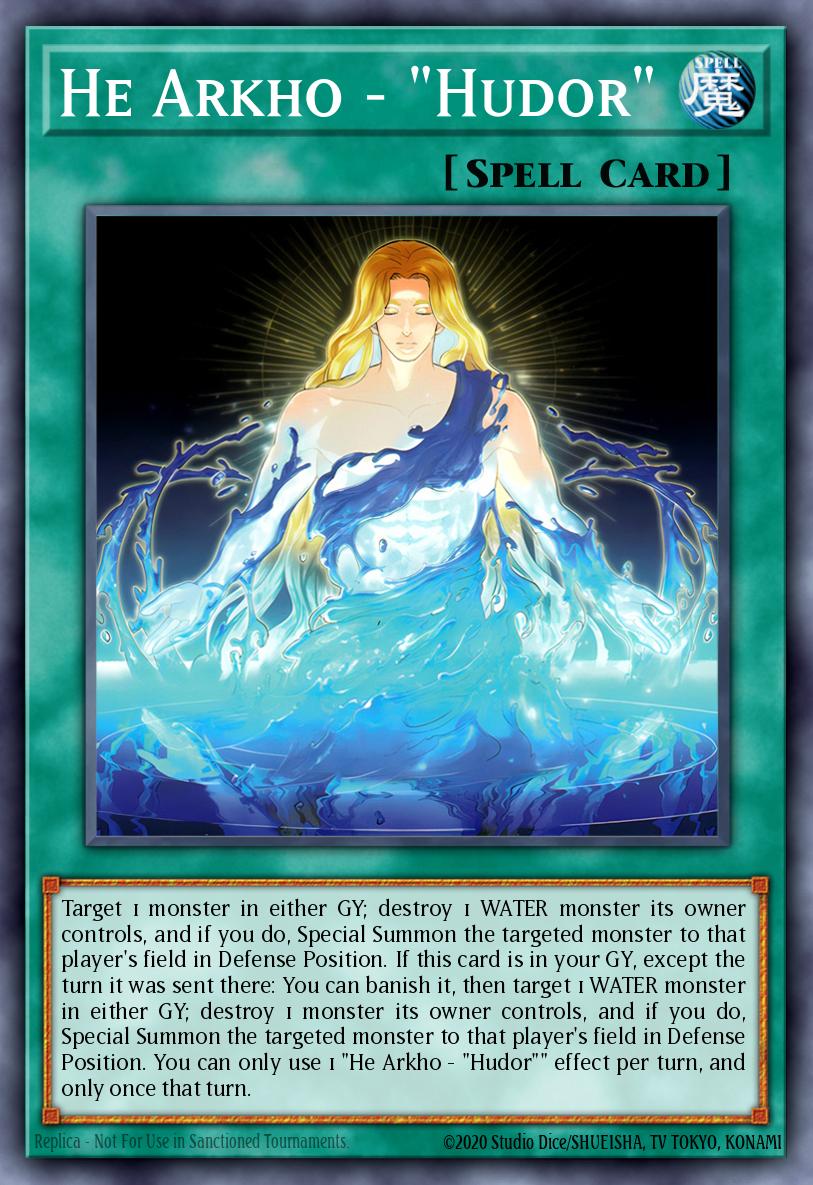 He Arkho - "Hudor"
SPELL
魔
[Spell Card]
Target 1 monster in either GY; destroy 1 WATER monster its owner
controls, and if you do, Special Summon the targeted monster to that
player's field in Defense Position. If this card is in your GY, except the
turn it was sent there: You can banish it, then target 1 WATER monster
in either GY; destroy 1 monster its owner controls, and if you do,
Special Summon the targeted monster to that player's field in Defense
Position. You can only use 1 "He Arkho - "Hudor"" effect per turn, and
only once that turn.
Replica - Not For Use in Sanctioned Tournaments.
©2020 Studio Dice/SHUEISHA, TV TOKYO, KONAMI